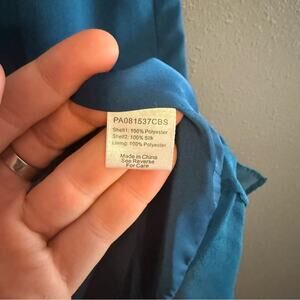 PA081537CBS
Shell1: 100% Polyester
Shell2: 100% Silk
Lining: 100% Polyester
Made in China
See Reverse
For Care